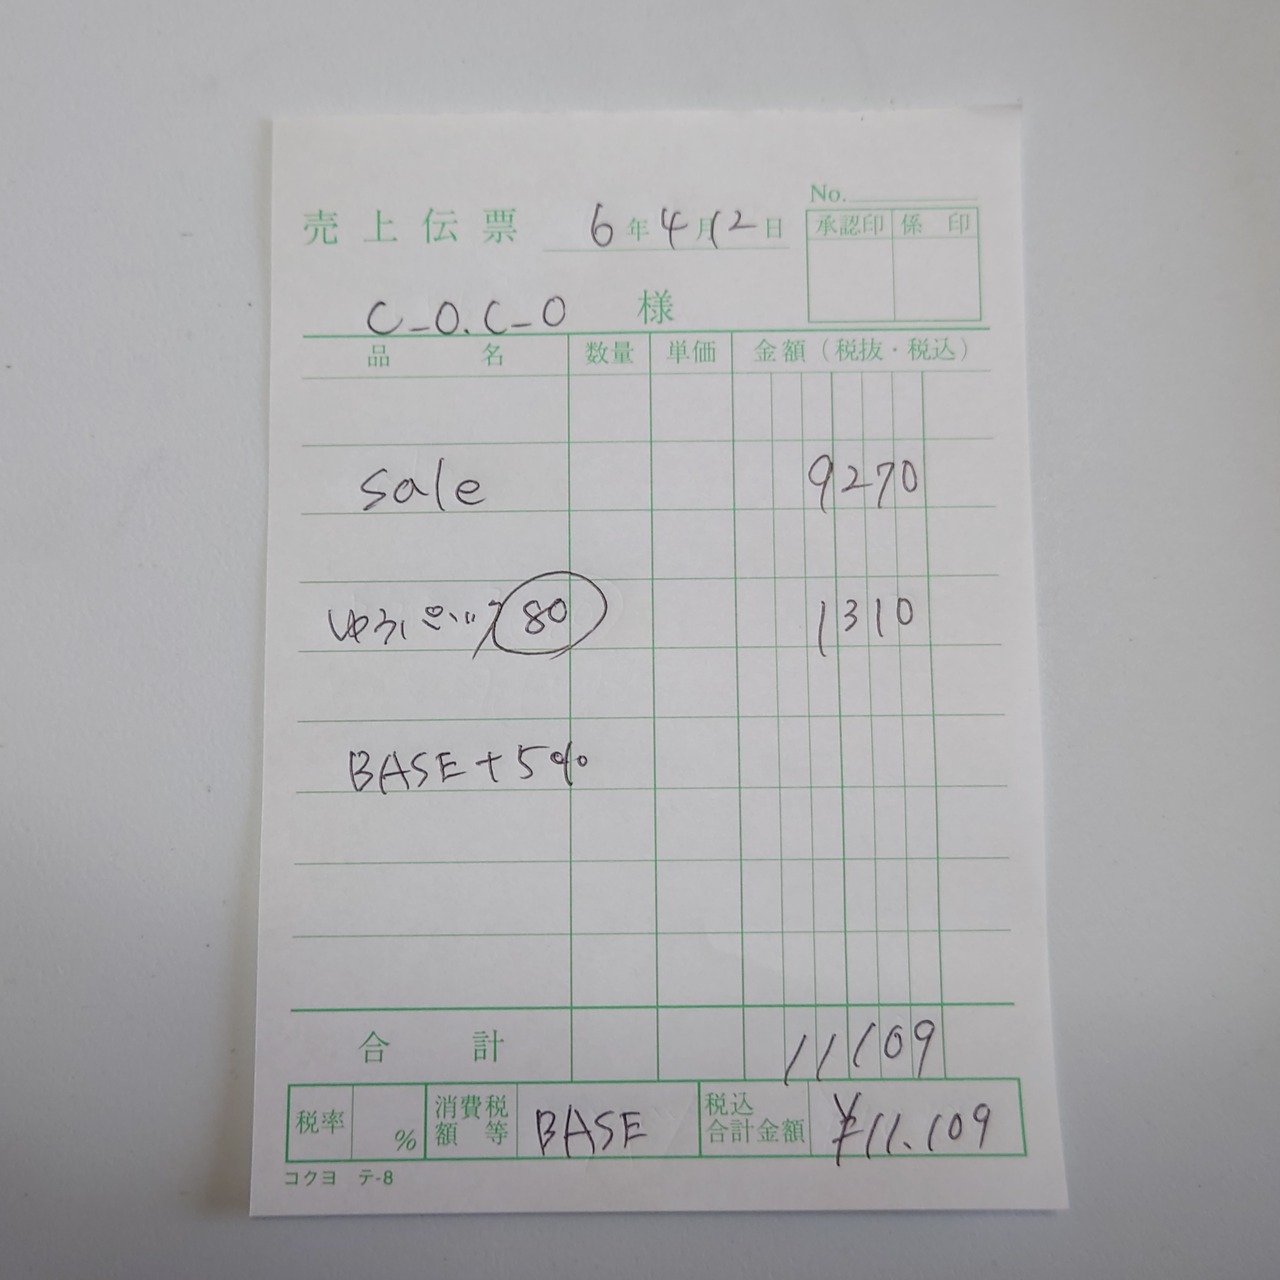 No.
売上伝票 6年4月12日
承認印 係印
C_O.C_O 様
品名 数量 単価 金額(税抜・税込)
sale 9270
ゆうパック 80 1310
BASE+5%
合計 11109
税率 % 消費税額等 BASE 税込合計金額 ¥11.109
コクヨ テ-8